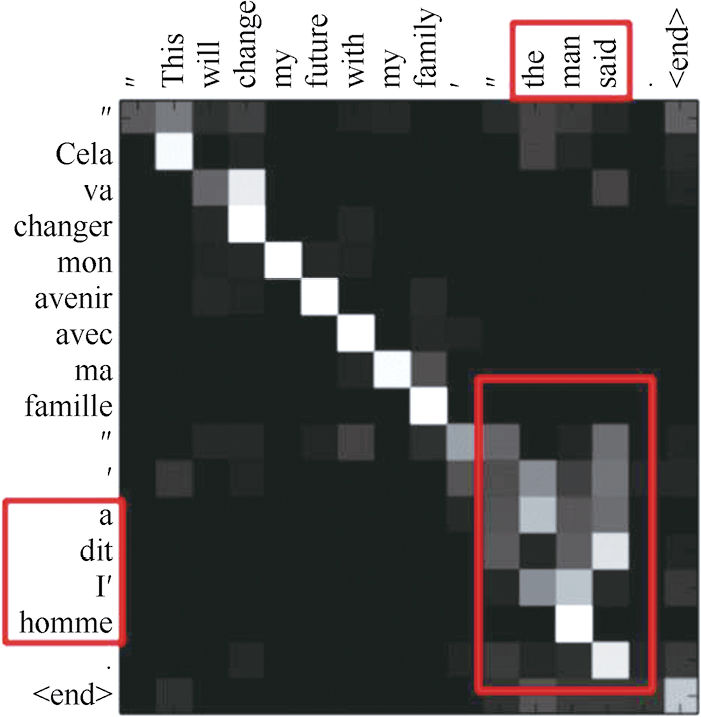 " This will change my future with my family , " the man said . <end>
"
Cela
va
changer
mon
avenir
avec
ma
famille
"
,
a
dit
I'
homme
.
<end>